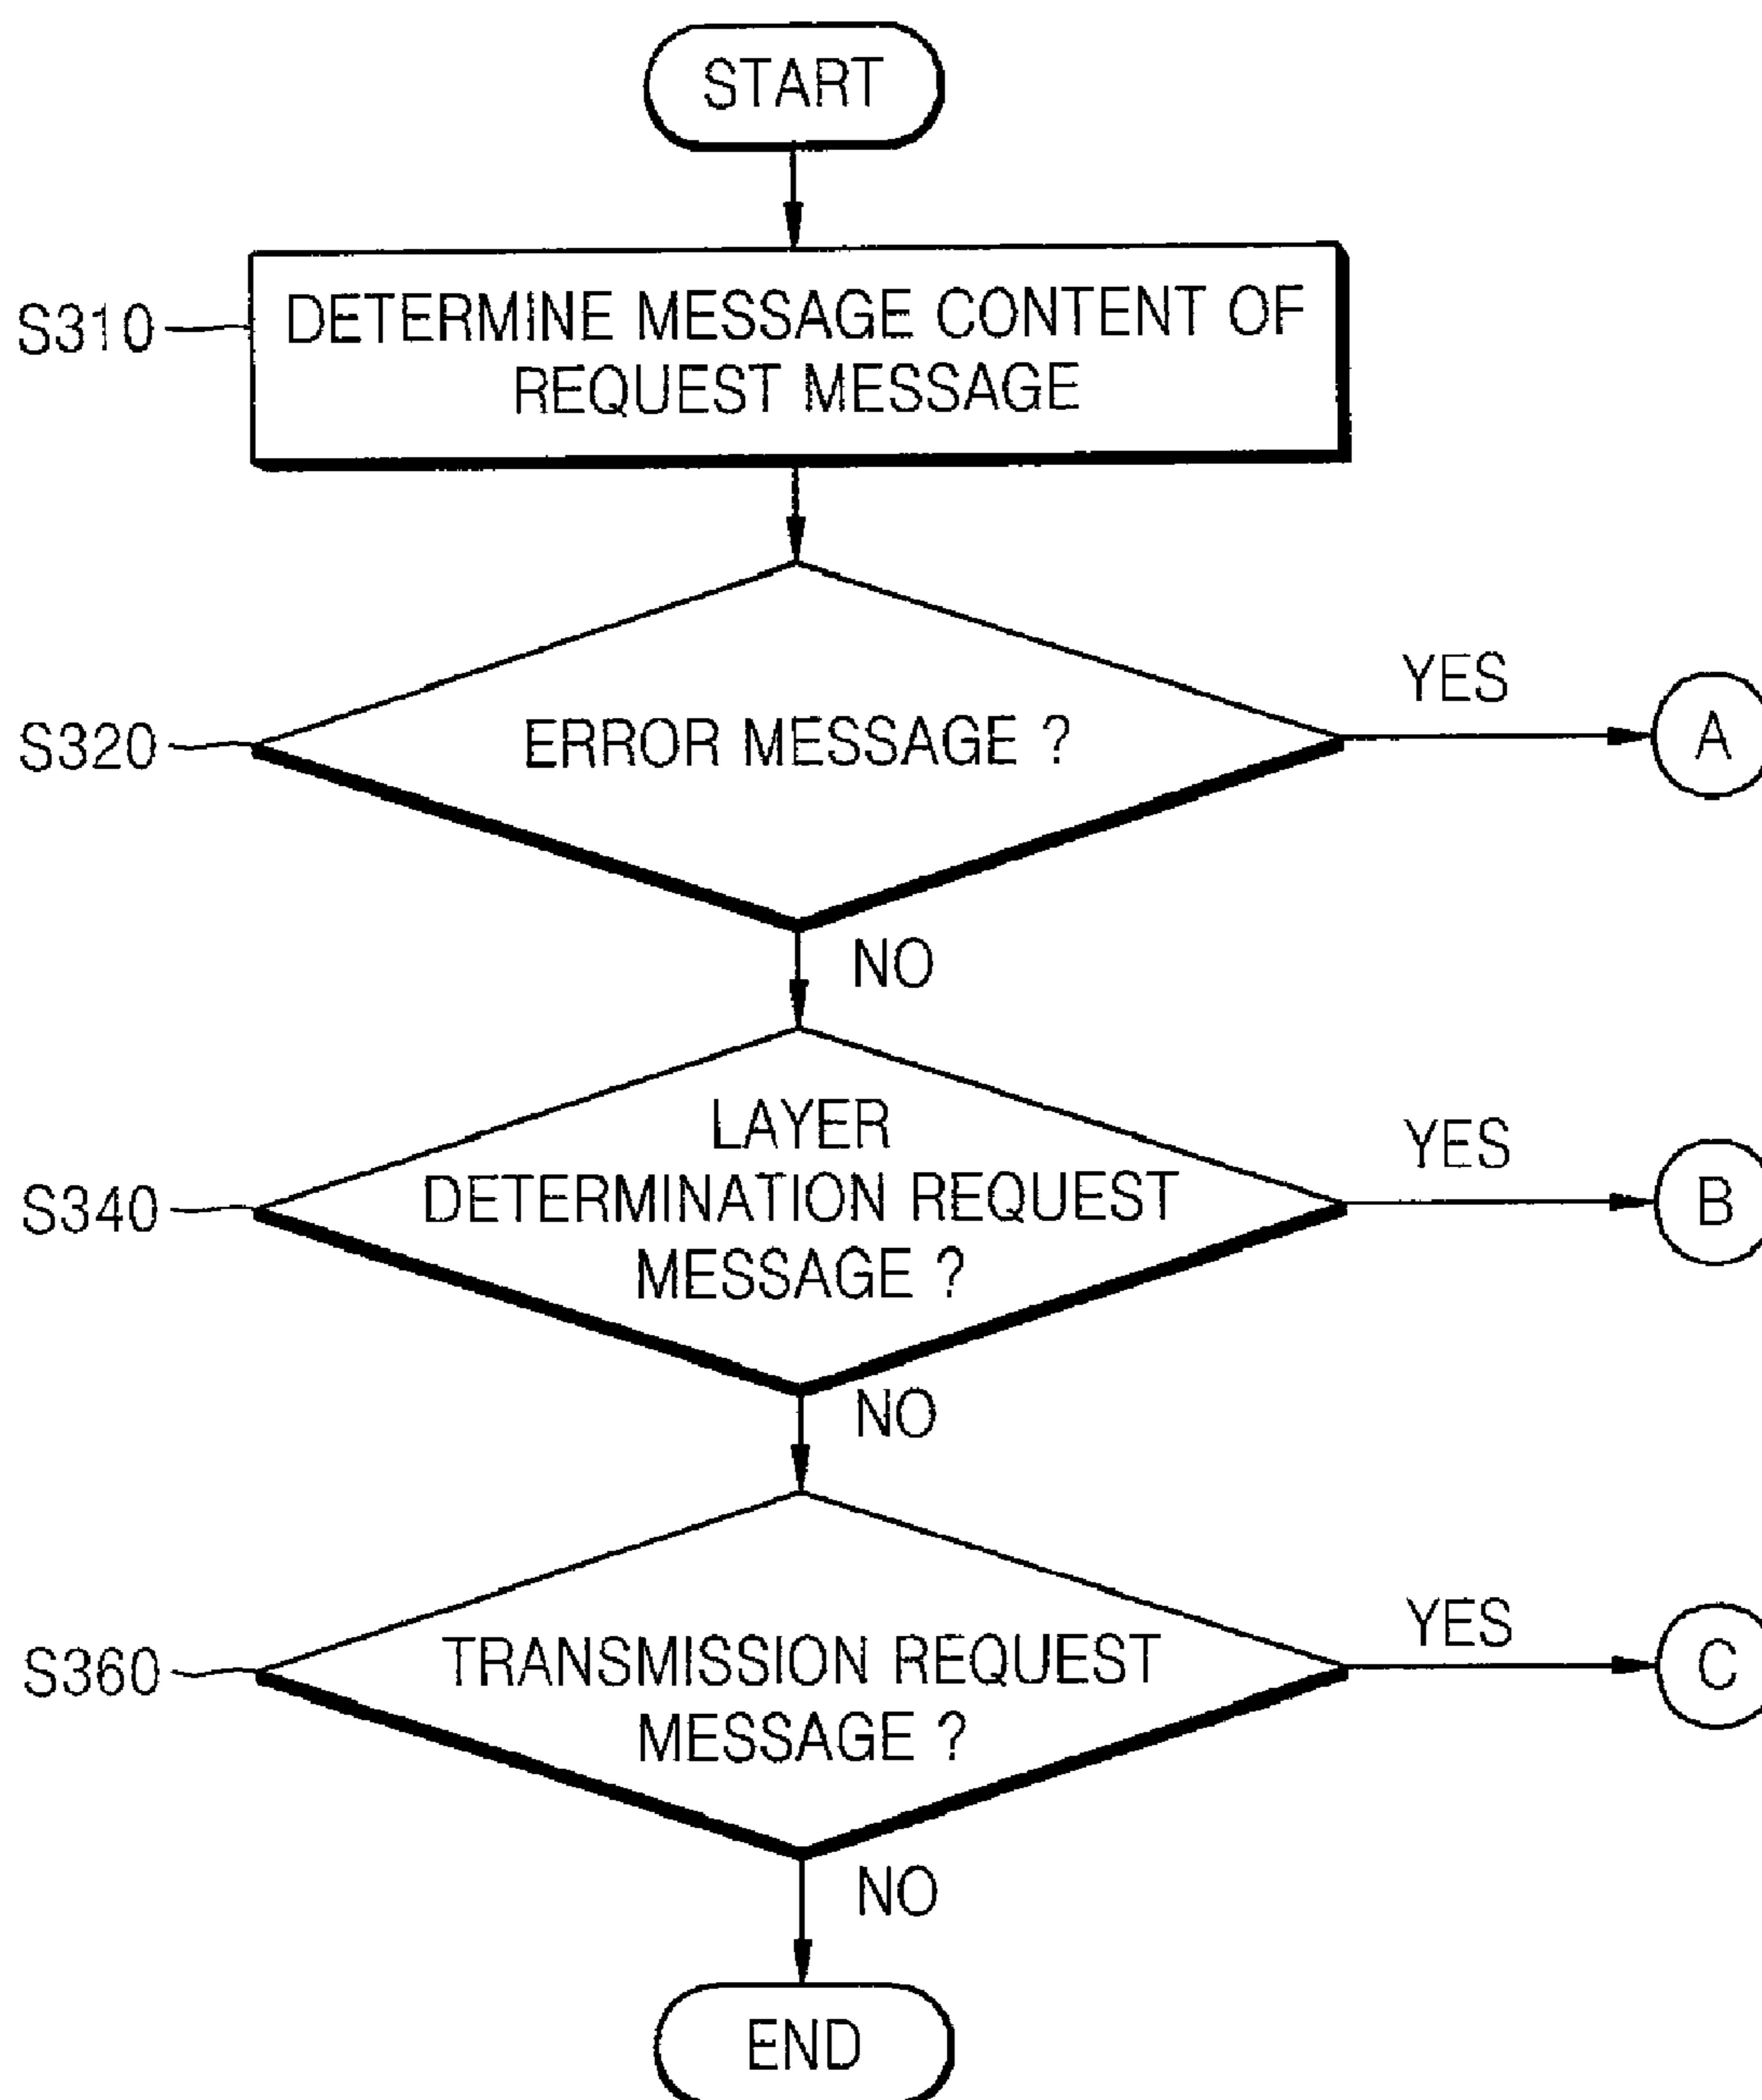 START
S310
DETERMINE MESSAGE CONTENT OF
REQUEST MESSAGE
S320
ERROR MESSAGE ?
YES
A
NO
S340
LAYER
DETERMINATION REQUEST
MESSAGE ?
YES
B
NO
S360
TRANSMISSION REQUEST
MESSAGE ?
YES
C
NO
END